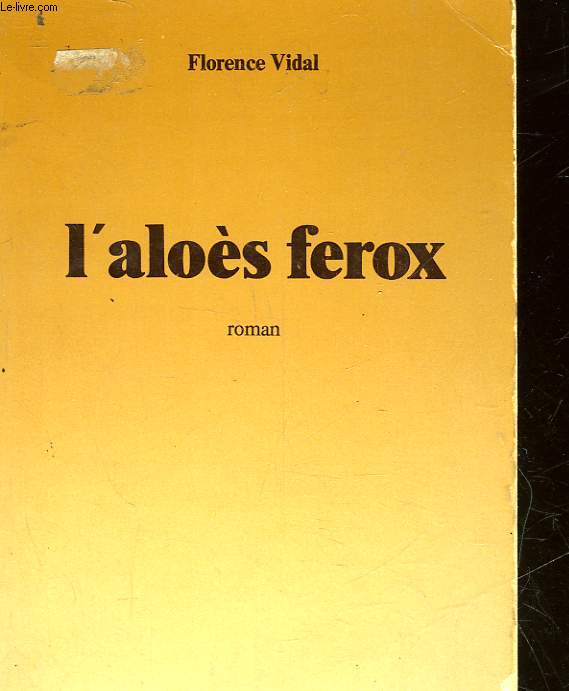 Le-livre.com
Florence Vidal
l'aloès ferox
roman